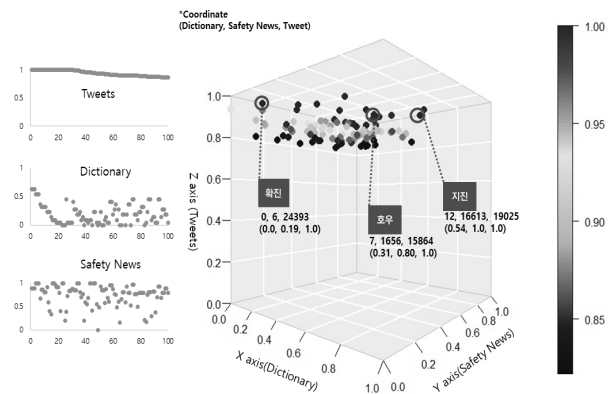 *Coordinate
(Dictionary, Safety News, Tweet)
1
0.5
0
Tweets
0
20
40
60
80
100
Dictionary
1
0.5
0
0
20
40
60
80
100
Safety News
1
0.5
0
0
20
40
60
80
100
1.0
0.8
0.6
0.4
0.2
0.0
Z axis (Tweets)
확진
0, 6, 24393
(0.0, 0.19, 1.0)
호우
7, 1656, 15864
(0.31, 0.80, 1.0)
지진
12, 16613, 19025
(0.54, 1.0, 1.0)
0.0
0.2
0.4
0.6
0.8
1.0
X axis(Dictionary)
0.0
0.2
0.4
0.6
0.8
1.0
Y axis(Safety News)
1.00
0.95
0.90
0.85